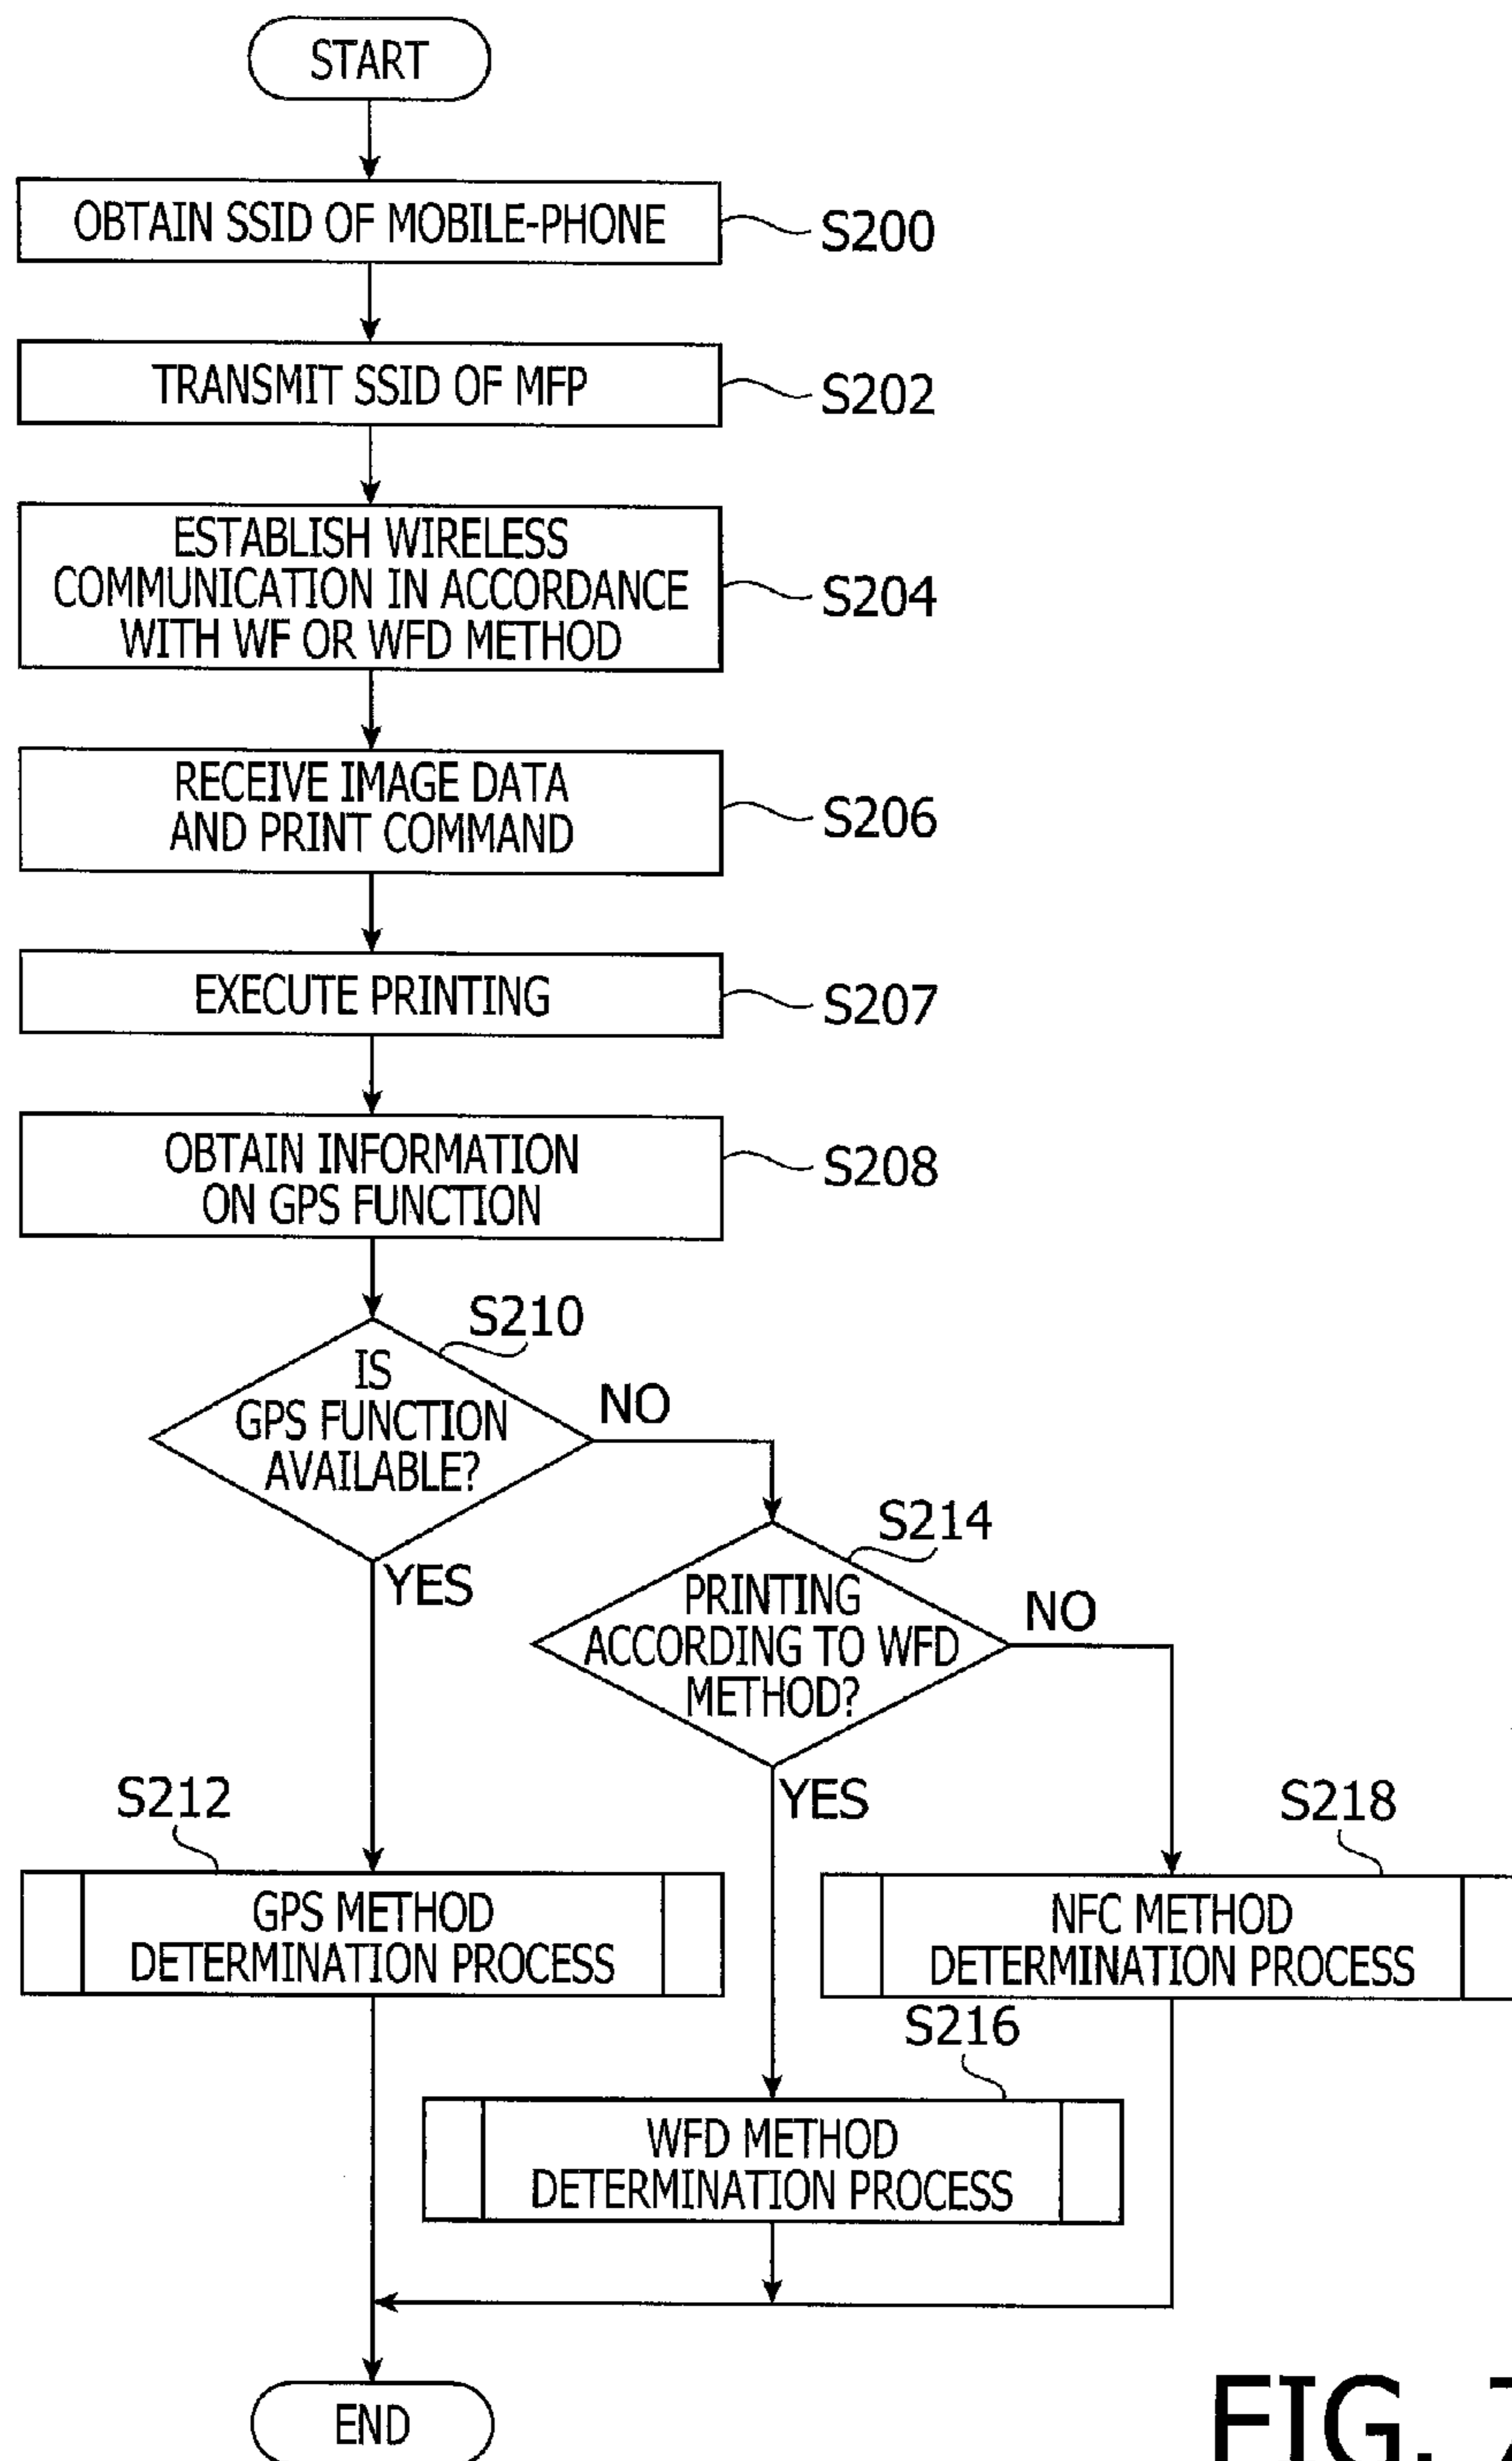 START
OBTAIN SSID OF MOBILE-PHONE
S200
TRANSMIT SSID OF MFP
S202
ESTABLISH WIRELESS
COMMUNICATION IN ACCORDANCE
WITH WF OR WFD METHOD
S204
RECEIVE IMAGE DATA
AND PRINT COMMAND
S206
EXECUTE PRINTING
S207
OBTAIN INFORMATION
ON GPS FUNCTION
S208
S210
IS
GPS FUNCTION
AVAILABLE?
NO
YES
S214
PRINTING
ACCORDING TO WFD
METHOD?
NO
YES
S212
GPS METHOD
DETERMINATION PROCESS
S218
NFC METHOD
DETERMINATION PROCESS
S216
WFD METHOD
DETERMINATION PROCESS
END
FIG.